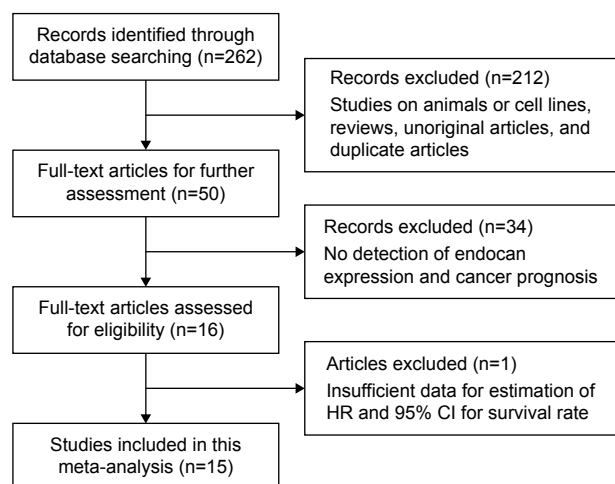 Records identified through
database searching (n=262)
Records excluded (n=212)
Studies on animals or cell lines,
reviews, unoriginal articles, and
duplicate articles
Full-text articles for further
assessment (n=50)
Records excluded (n=34)
No detection of endocan
expression and cancer prognosis
Full-text articles assessed
for eligibility (n=16)
Articles excluded (n=1)
Insufficient data for estimation of
HR and 95% CI for survival rate
Studies included in this
meta-analysis (n=15)